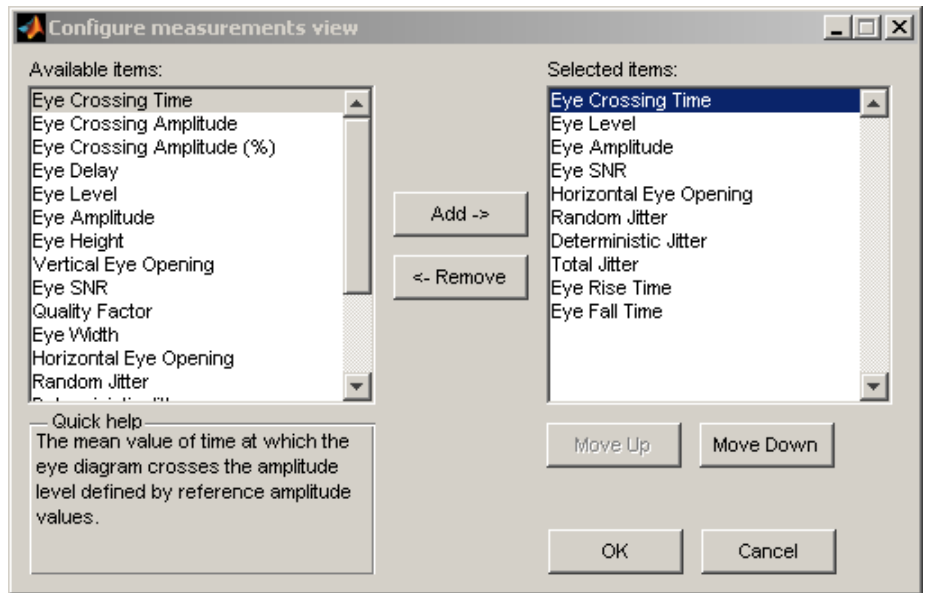 Configure measurements view
Available items:
Eye Crossing Time
Eye Crossing Amplitude
Eye Crossing Amplitude (%)
Eye Delay
Eye Level
Eye Amplitude
Eye Height
Vertical Eye Opening
Eye SNR
Quality Factor
Eye Width
Horizontal Eye Opening
Random Jitter
Quick help
The mean value of time at which the
eye diagram crosses the amplitude
level defined by reference amplitude
values.
Add ->
<- Remove
Selected items:
Eye Crossing Time
Eye Level
Eye Amplitude
Eye SNR
Horizontal Eye Opening
Random Jitter
Deterministic Jitter
Total Jitter
Eye Rise Time
Eye Fall Time
Move Up
Move Down
OK
Cancel